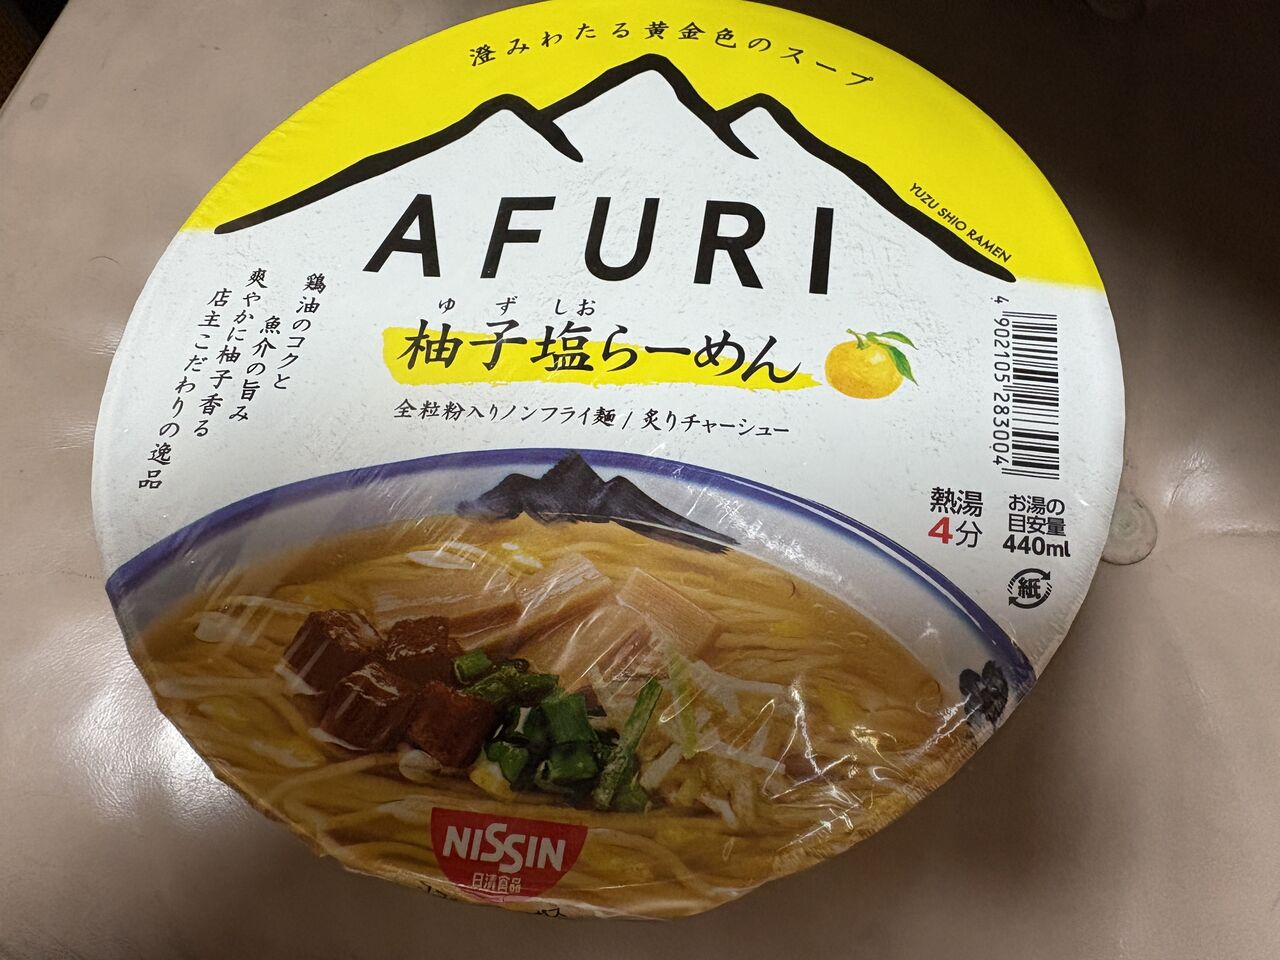 澄みわたる黄金色のスープ
AFURI
YUZU SHIO RAMEN
ゆずしお
柚子塩らーめん
全粒粉入りノンフライ麺 / 炙りチャーシュー
鶏油のコクと
魚介の旨み
爽やかに柚子香る
店主こだわりの逸品
4 902105 283004
熱湯
4分
お湯の
目安量
440ml
紙
NISSIN
日清食品